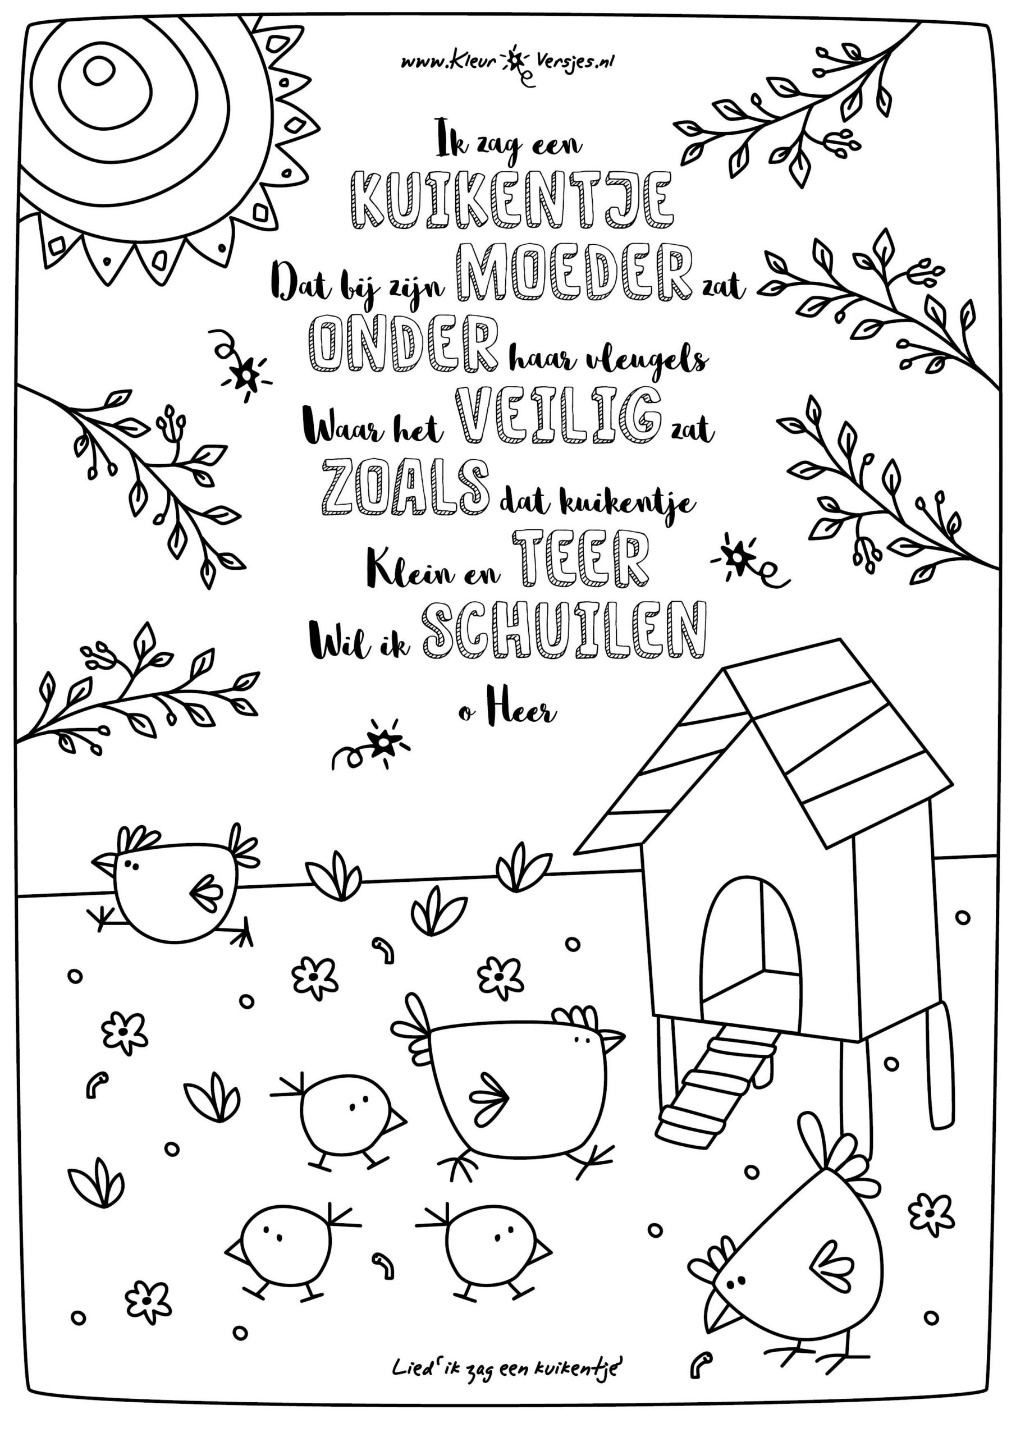 www.Kleur Versjes.nl
Ik zag een
KUIKENTJE
Dat bij zijn MOEDER zat
ONDER haar vleugels
Waar het VEILIG zat
ZOALS dat kuikentje
Klein en TEER
Wil ik SCHUILEN
o Heer
Lied 'ik zag een kuikentje'